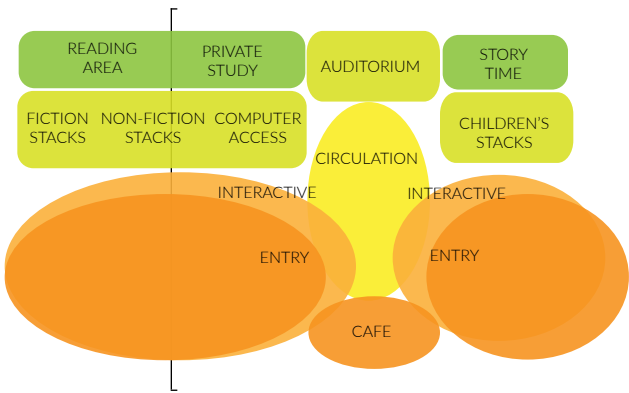 READING
AREA
PRIVATE
STUDY
AUDITORIUM
STORY
TIME
FICTION
STACKS
NON-FICTION
STACKS
COMPUTER
ACCESS
CHILDREN'S
STACKS
CIRCULATION
INTERACTIVE
INTERACTIVE
ENTRY
ENTRY
CAFE